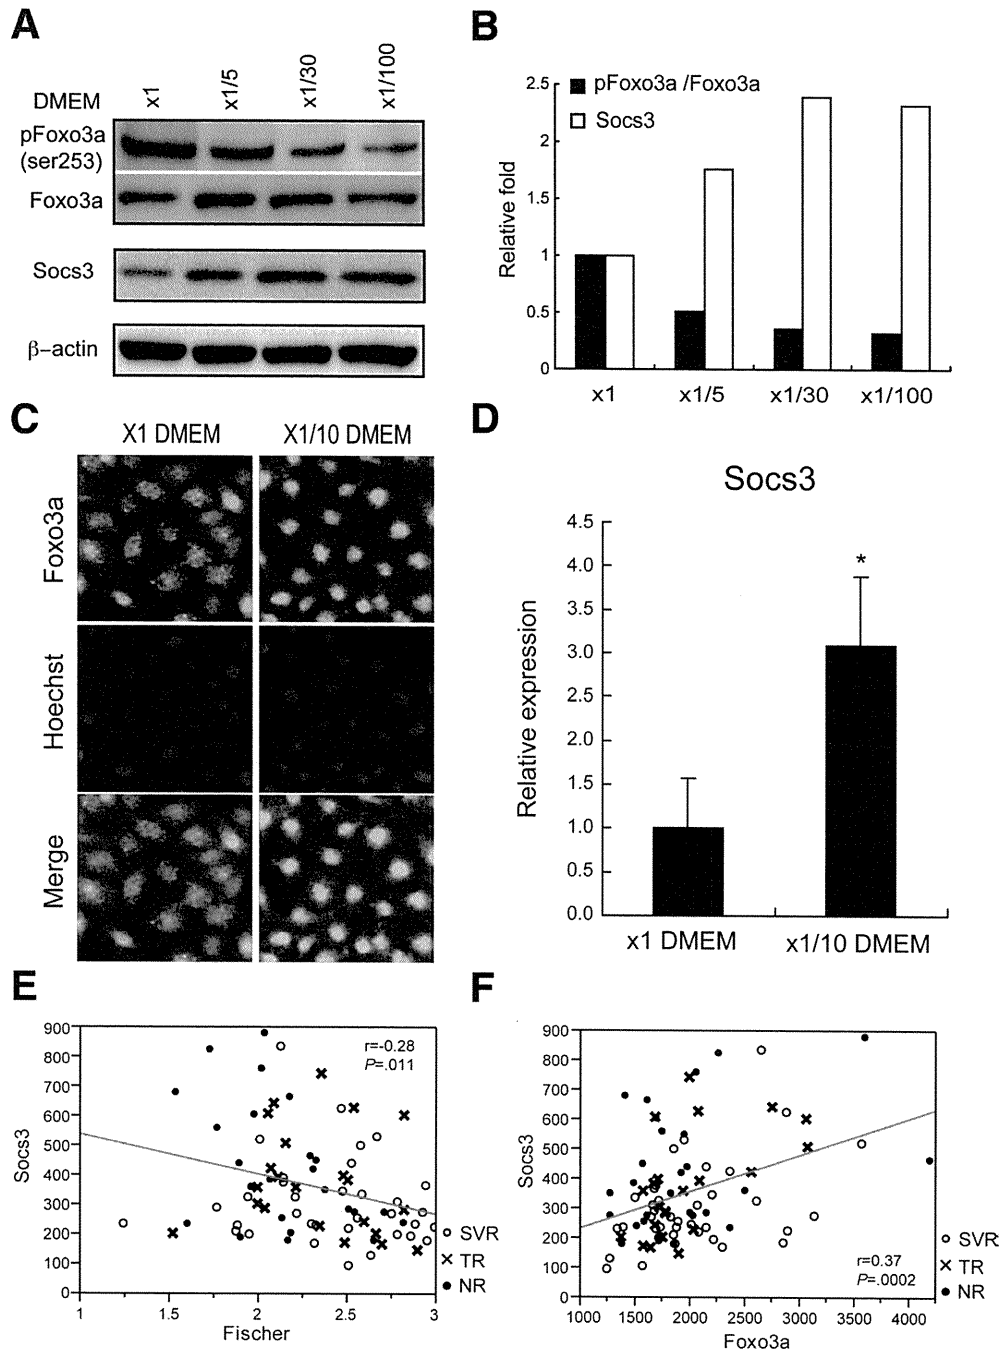 A
DMEM x1 x1/5 x1/30 x1/100
pFoxo3a
(ser253)
Foxo3a
Socs3
β-actin
B
pFoxo3a /Foxo3a
Socs3
Relative fold
2.5
2
1.5
1
0.5
0
x1 x1/5 x1/30 x1/100
C
X1 DMEM X1/10 DMEM
Foxo3a
Hoechst
Merge
D
Socs3
Relative expression
4.5
4.0
3.5
3.0
2.5
2.0
1.5
1.0
0.5
0.0
*
x1 DMEM x1/10 DMEM
E
Socs3
900
800
700
600
500
400
300
200
100
0
r=-0.28
P=.011
SVR
TR
NR
1 1.5 2 2.5 3
Fischer
F
Socs3
900
800
700
600
500
400
300
200
100
0
r=0.37
P=.0002
SVR
TR
NR
1000 1500 2000 2500 3000 3500 4000
Foxo3a